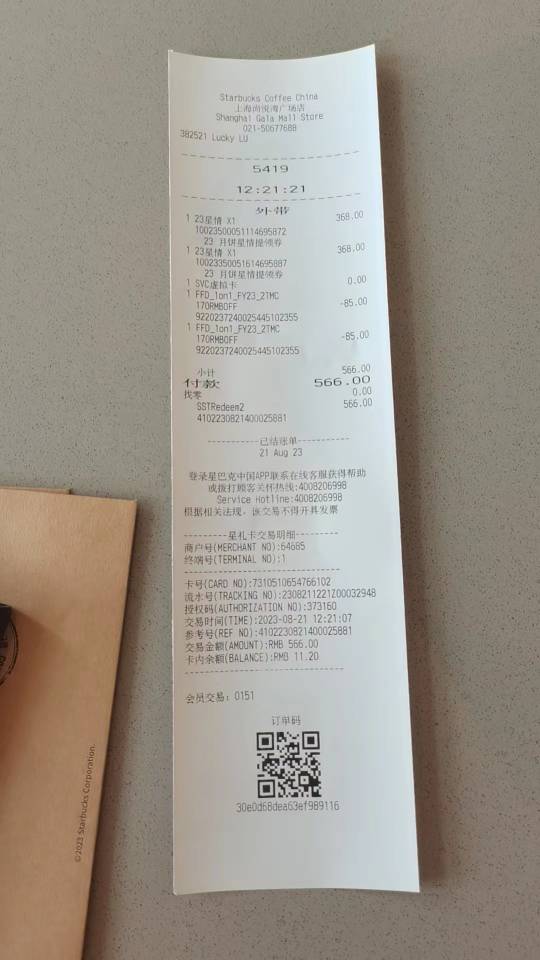 Starbucks Coffee China
上海尚悦湾广场店
Shanghai Gala Mall Store
021-50677688
382521 Lucky LU
5419
12:21:21
外带
1 23星情 X1 368.00
10023500051114695872
23 月饼星情提领券
1 23星情 X1 368.00
10023350051614695887
23 月饼星情提领券
1 SVC虚拟卡 0.00
1 FFD_1on1_FY23_2TMC
170RMBOFF -85.00
9220237240025445102355
1 FFD_1on1_FY23_2TMC
170RMBOFF -85.00
9220237240025445102355
小计 566.00
付款 566.00
找零 0.00
SSTRedeem2 566.00
4102230821400025881
-----------已结账单-----------
21 Aug 23
登录星巴克中国APP联系在线客服获得帮助
或拨打顾客关怀热线:4008206998
Service Hotline:4008206998
根据相关法规，该交易不得开具发票
---------星礼卡交易明细---------
商户号(MERCHANT NO):64685
终端号(TERMINAL NO):1
卡号(CARD NO):7310510654766102
流水号(TRACKING NO):2308211221Z00032948
授权码(AUTHORIZATION NO):373160
交易时间(TIME):2023-08-21 12:21:07
参考号(REF NO):4102230821400025881
交易金额(AMOUNT):RMB 566.00
卡内余额(BALANCE):RMB 11.20
会员交易: 0151
订单码
30e0d68dea63ef989116
©2023 Starbucks Corporation.